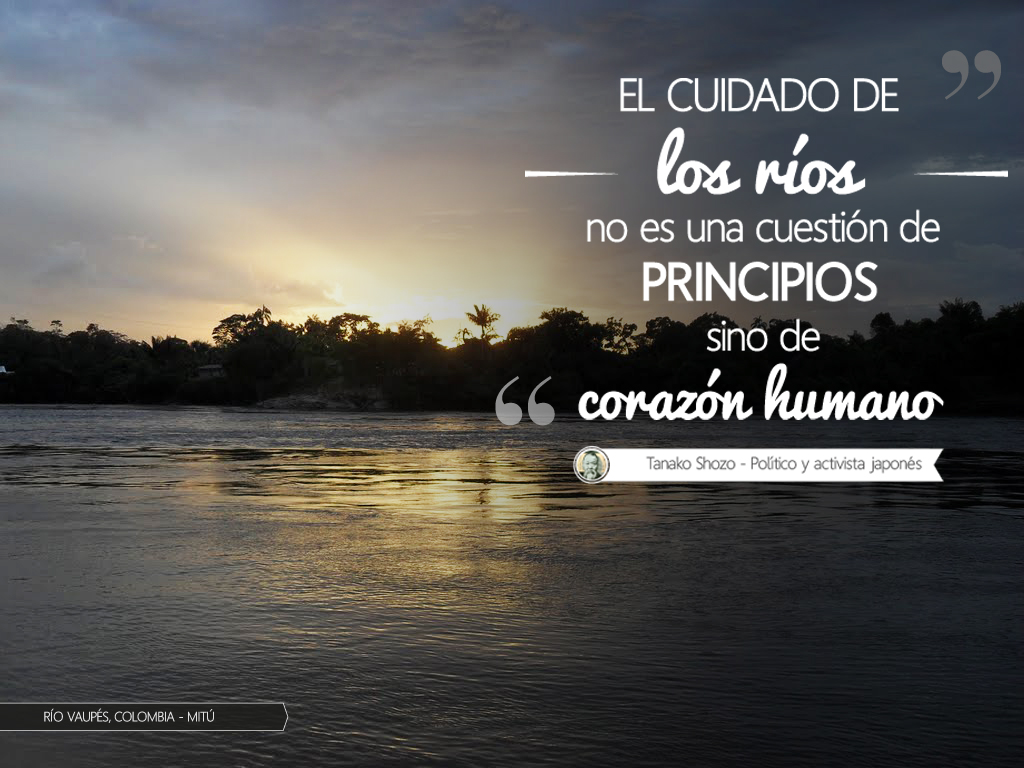 EL CUIDADO DE
los ríos
no es una cuestión de
PRINCIPIOS
sino de
corazón humano
Tanako Shozo - Político y activista japonés
RÍO VAUPÉS, COLOMBIA - MITÚ